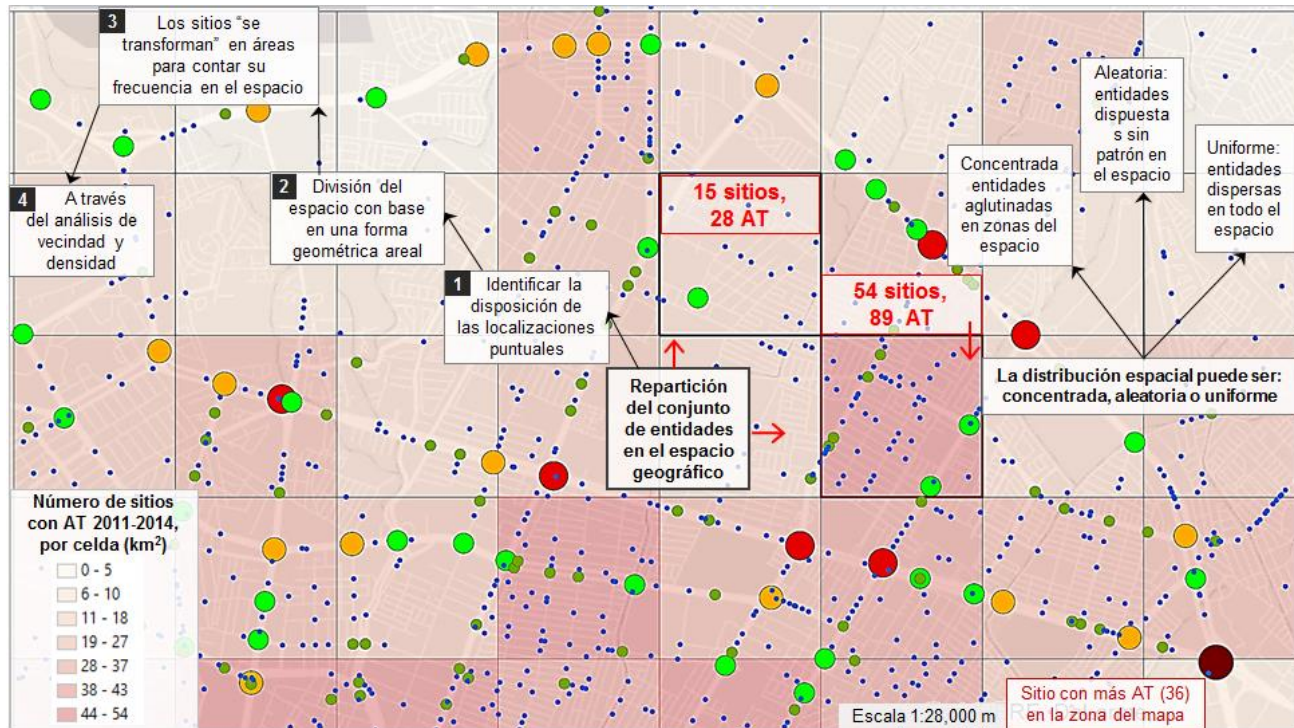 3 Los sitios “se
transforman” en áreas
para contar su
frecuencia en el espacio
4 A través
del análisis de
vecindad y
densidad
2 División del
espacio con base
en una forma
geométrica areal
1 Identificar la
disposición de
las localizaciones
puntuales
15 sitios,
28 AT
54 sitios,
89 AT
Repartición
del conjunto
de entidades
en el espacio
geográfico
Concentrada
entidades
aglutinadas
en zonas del
espacio
Aleatoria:
entidades
dispuesta
s sin
patrón en
el espacio
Uniforme:
entidades
dispersas
en todo el
espacio
La distribución espacial puede ser:
concentrada, aleatoria o uniforme
Número de sitios
con AT 2011-2014,
por celda (km²)
0 - 5
6 - 10
11 - 18
19 - 27
28 - 37
38 - 43
44 - 54
Escala 1:28,000 m
Sitio con más AT (36)
en la zona del mapa